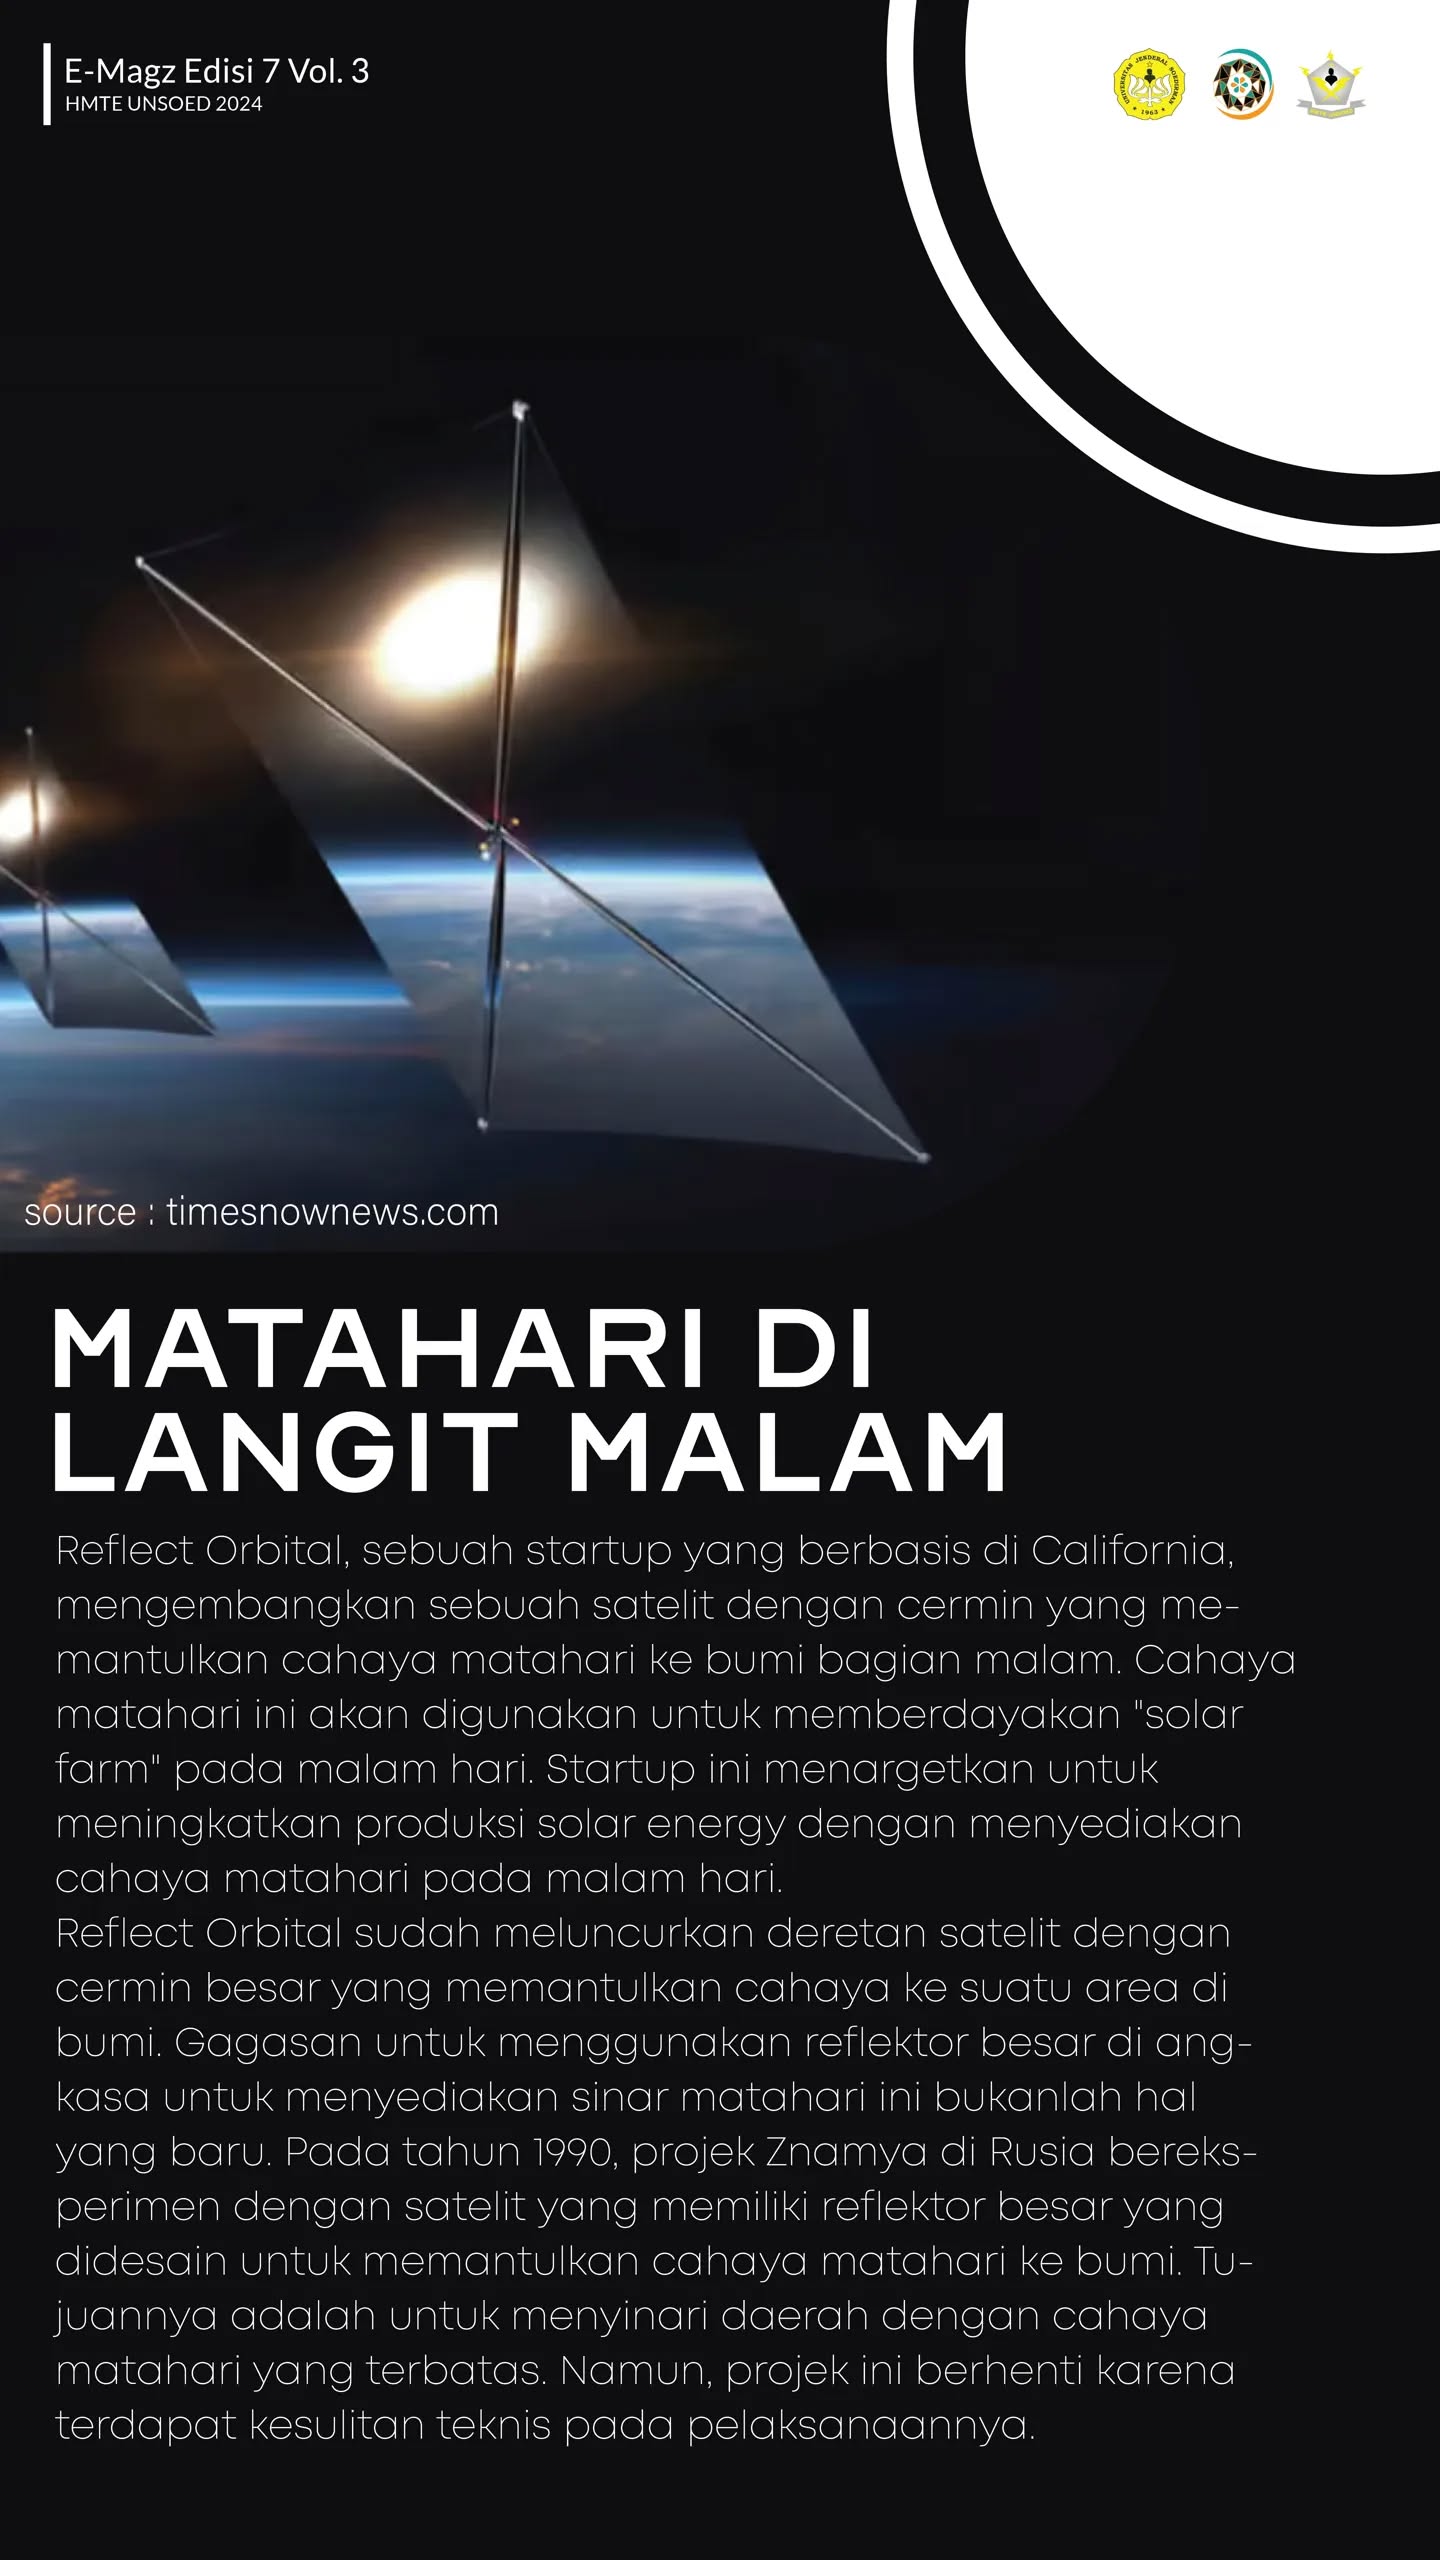 E-Magz Edisi 7 Vol. 3
HMTE UNSOED 2024
UNIVERSITAS JENDERAL SOEDIRMAN
1963
source : timesnownews.com
MATAHARI DI
LANGIT MALAM
Reflect Orbital, sebuah startup yang berbasis di California,
mengembangkan sebuah satelit dengan cermin yang me-
mantulkan cahaya matahari ke bumi bagian malam. Cahaya
matahari ini akan digunakan untuk memberdayakan "solar
farm" pada malam hari. Startup ini menargetkan untuk
meningkatkan produksi solar energy dengan menyediakan
cahaya matahari pada malam hari.
Reflect Orbital sudah meluncurkan deretan satelit dengan
cermin besar yang memantulkan cahaya ke suatu area di
bumi. Gagasan untuk menggunakan reflektor besar di ang-
kasa untuk menyediakan sinar matahari ini bukanlah hal
yang baru. Pada tahun 1990, projek Znamya di Rusia bereks-
perimen dengan satelit yang memiliki reflektor besar yang
didesain untuk memantulkan cahaya matahari ke bumi. Tu-
juannya adalah untuk menyinari daerah dengan cahaya
matahari yang terbatas. Namun, projek ini berhenti karena
terdapat kesulitan teknis pada pelaksanaannya.